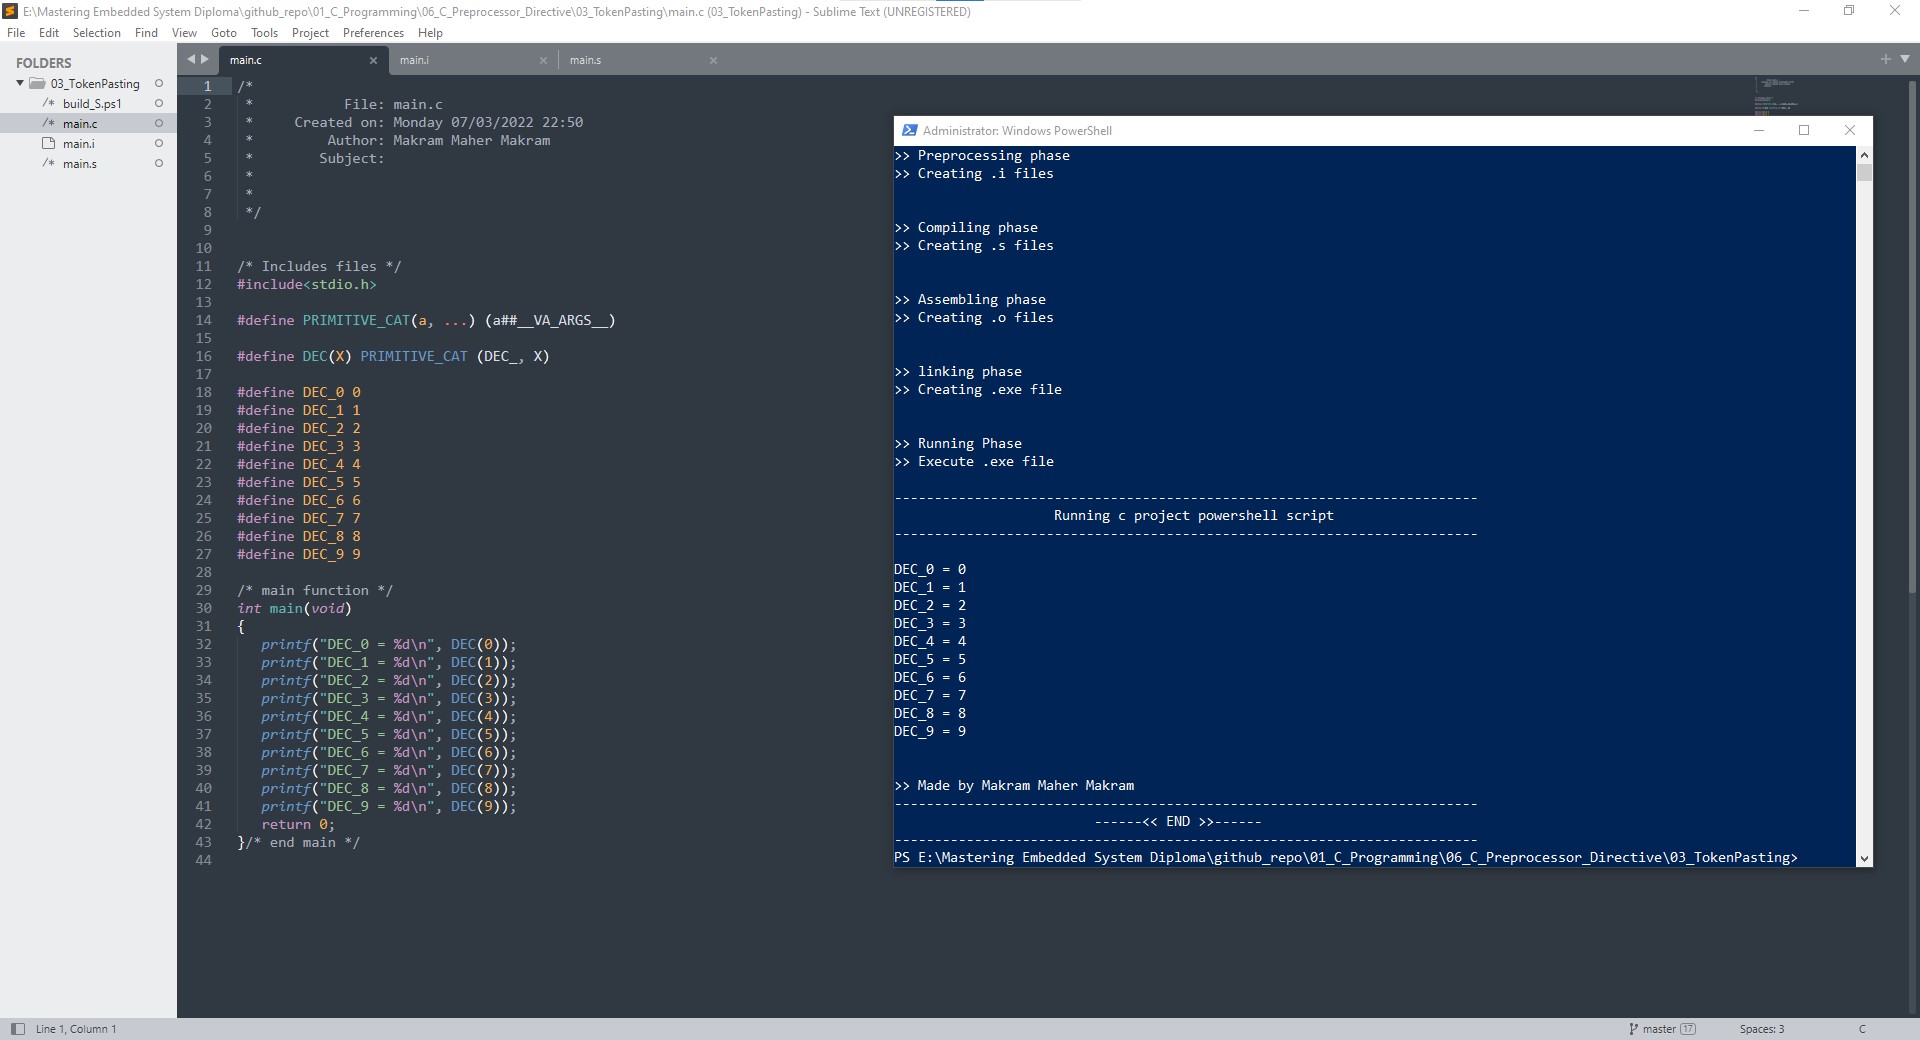 E:\Mastering Embedded System Diploma\github_repo\01_C_Programming\06_C_Preprocessor_Directive\03_TokenPasting\main.c (03_TokenPasting) - Sublime Text (UNREGISTERED)
File Edit Selection Find View Goto Tools Project Preferences Help
FOLDERS
03_TokenPasting
/* build_S.ps1
/* main.c
main.i
/* main.s
main.c main.i main.s
1 /*
2 * File: main.c
3 * Created on: Monday 07/03/2022 22:50
4 * Author: Makram Maher Makram
5 * Subject:
6 *
7 *
8 */
9
10
11 /* Includes files */
12 #include<stdio.h>
13
14 #define PRIMITIVE_CAT(a, ...) (a##__VA_ARGS__)
15
16 #define DEC(X) PRIMITIVE_CAT (DEC_, X)
17
18 #define DEC_0 0
19 #define DEC_1 1
20 #define DEC_2 2
21 #define DEC_3 3
22 #define DEC_4 4
23 #define DEC_5 5
24 #define DEC_6 6
25 #define DEC_7 7
26 #define DEC_8 8
27 #define DEC_9 9
28
29 /* main function */
30 int main(void)
31 {
32 printf("DEC_0 = %d\n", DEC(0));
33 printf("DEC_1 = %d\n", DEC(1));
34 printf("DEC_2 = %d\n", DEC(2));
35 printf("DEC_3 = %d\n", DEC(3));
36 printf("DEC_4 = %d\n", DEC(4));
37 printf("DEC_5 = %d\n", DEC(5));
38 printf("DEC_6 = %d\n", DEC(6));
39 printf("DEC_7 = %d\n", DEC(7));
40 printf("DEC_8 = %d\n", DEC(8));
41 printf("DEC_9 = %d\n", DEC(9));
42 return 0;
43 }/* end main */
44
Administrator: Windows PowerShell
>> Preprocessing phase
>> Creating .i files
>> Compiling phase
>> Creating .s files
>> Assembling phase
>> Creating .o files
>> linking phase
>> Creating .exe file
>> Running Phase
>> Execute .exe file
-------------------------------------------------------------------------
Running c project powershell script
-------------------------------------------------------------------------
DEC_0 = 0
DEC_1 = 1
DEC_2 = 2
DEC_3 = 3
DEC_4 = 4
DEC_5 = 5
DEC_6 = 6
DEC_7 = 7
DEC_8 = 8
DEC_9 = 9
>> Made by Makram Maher Makram
-------------------------------------------------------------------------
------<< END >>------
-------------------------------------------------------------------------
PS E:\Mastering Embedded System Diploma\github_repo\01_C_Programming\06_C_Preprocessor_Directive\03_TokenPasting>
Line 1, Column 1 master 17 Spaces: 3 C